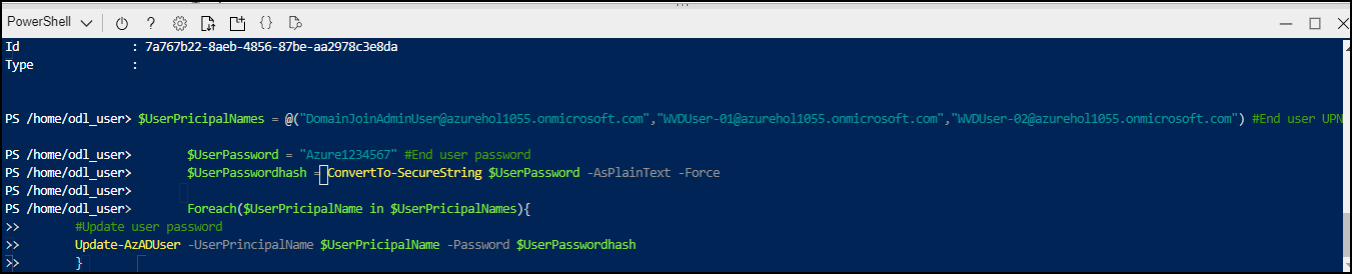 PowerShell
Id : 7a767b22-8aeb-4856-87be-aa2978c3e8da
Type :
PS /home/odl_user> $UserPricipalNames = @("DomainJoinAdminUser@azurehol1055.onmicrosoft.com","WVDUser-01@azurehol1055.onmicrosoft.com","WVDUser-02@azurehol1055.onmicrosoft.com") #End user UPN
PS /home/odl_user> $UserPassword = "Azure1234567" #End user password
PS /home/odl_user> $UserPasswordhash = ConvertTo-SecureString $UserPassword -AsPlainText -Force
PS /home/odl_user>
PS /home/odl_user> Foreach($UserPricipalName in $UserPricipalNames){
>> #Update user password
>> Update-AzADUser -UserPrincipalName $UserPricipalName -Password $UserPasswordhash
>> }